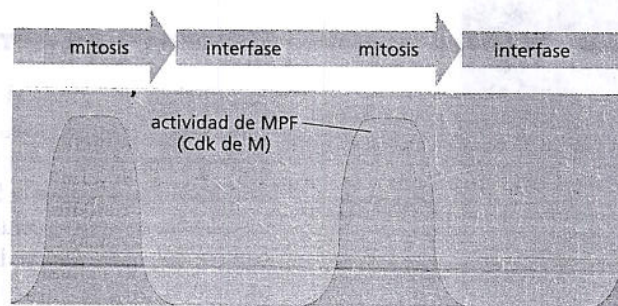 mitosis
interfase
mitosis
interfase
actividad de MPF
(Cdk de M)